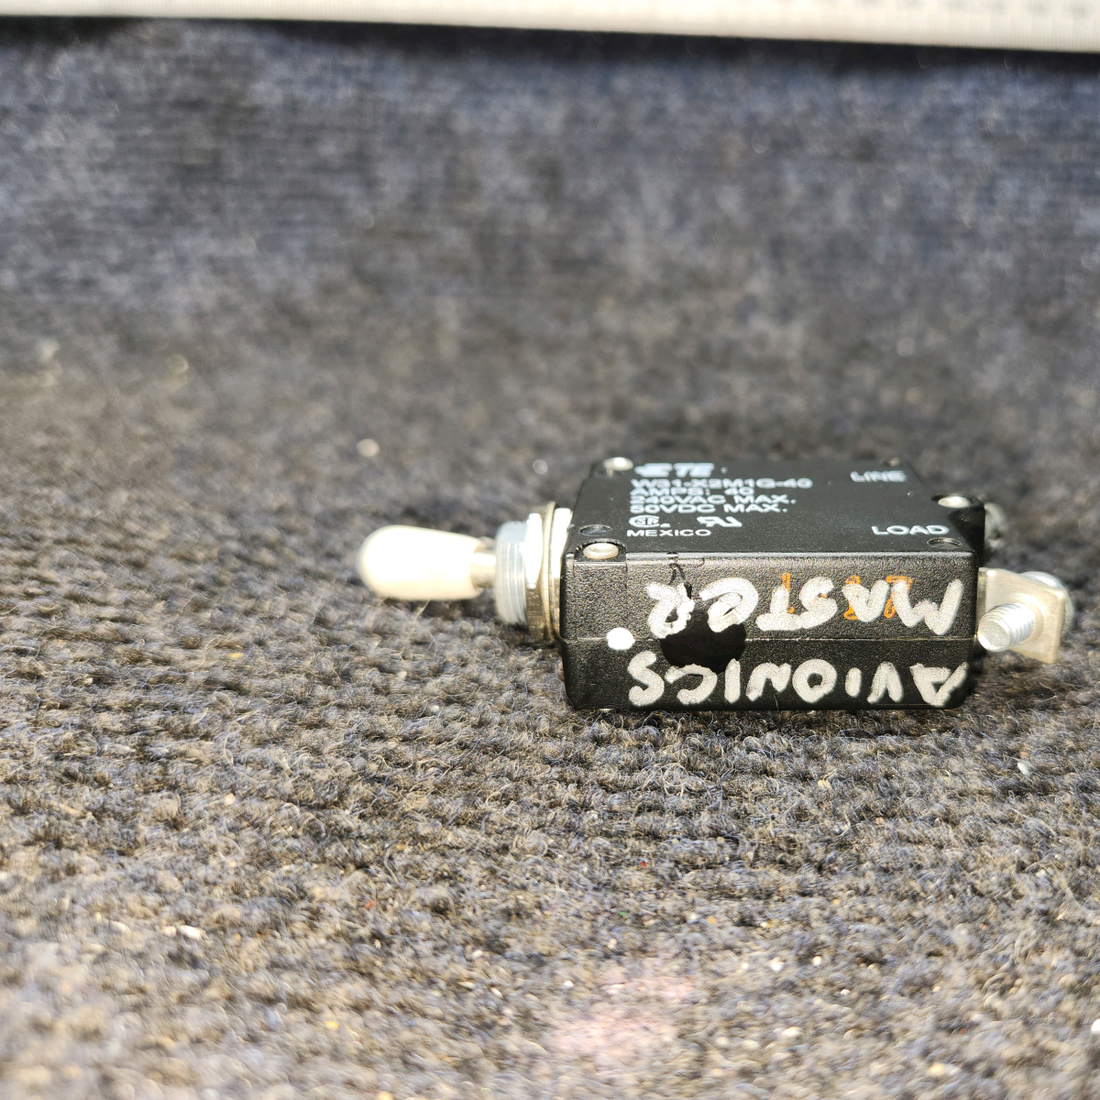 TE
W31-X2M1G-40
AMPS: 40
240VAC MAX.
50VDC MAX.
MEXICO
LINE
LOAD
AVIONICS
MASTER